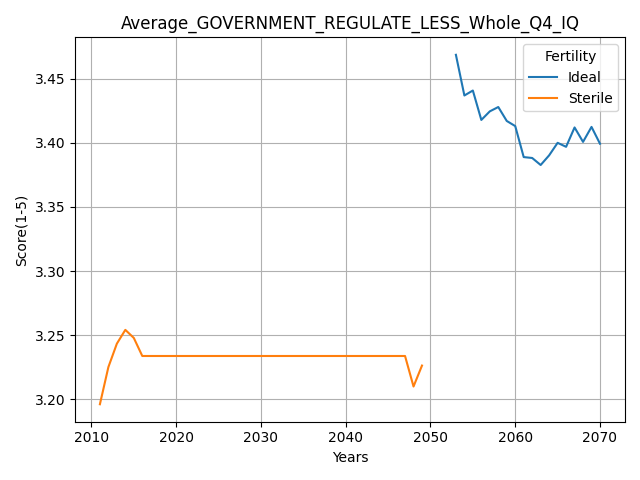 Average_GOVERNMENT_REGULATE_LESS_Whole_Q4_IQ
Fertility
Ideal
Sterile
3.45
3.40
3.35
3.30
3.25
3.20
Score(1-5)
2010 2020 2030 2040 2050 2060 2070
Years